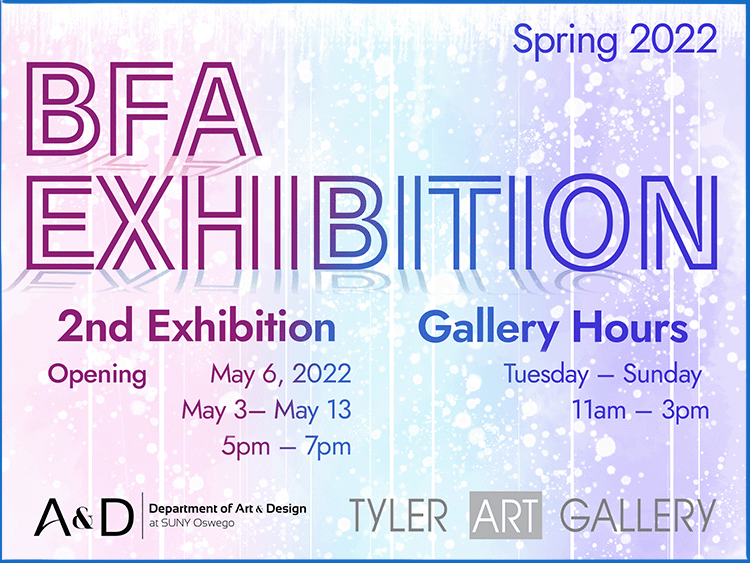 Spring 2022
BFA
EXHIBITION
2nd Exhibition
Opening May 6, 2022
May 3– May 13
5pm – 7pm
Gallery Hours
Tuesday – Sunday
11am – 3pm
A&D Department of Art & Design
at SUNY Oswego
TYLER ART GALLERY